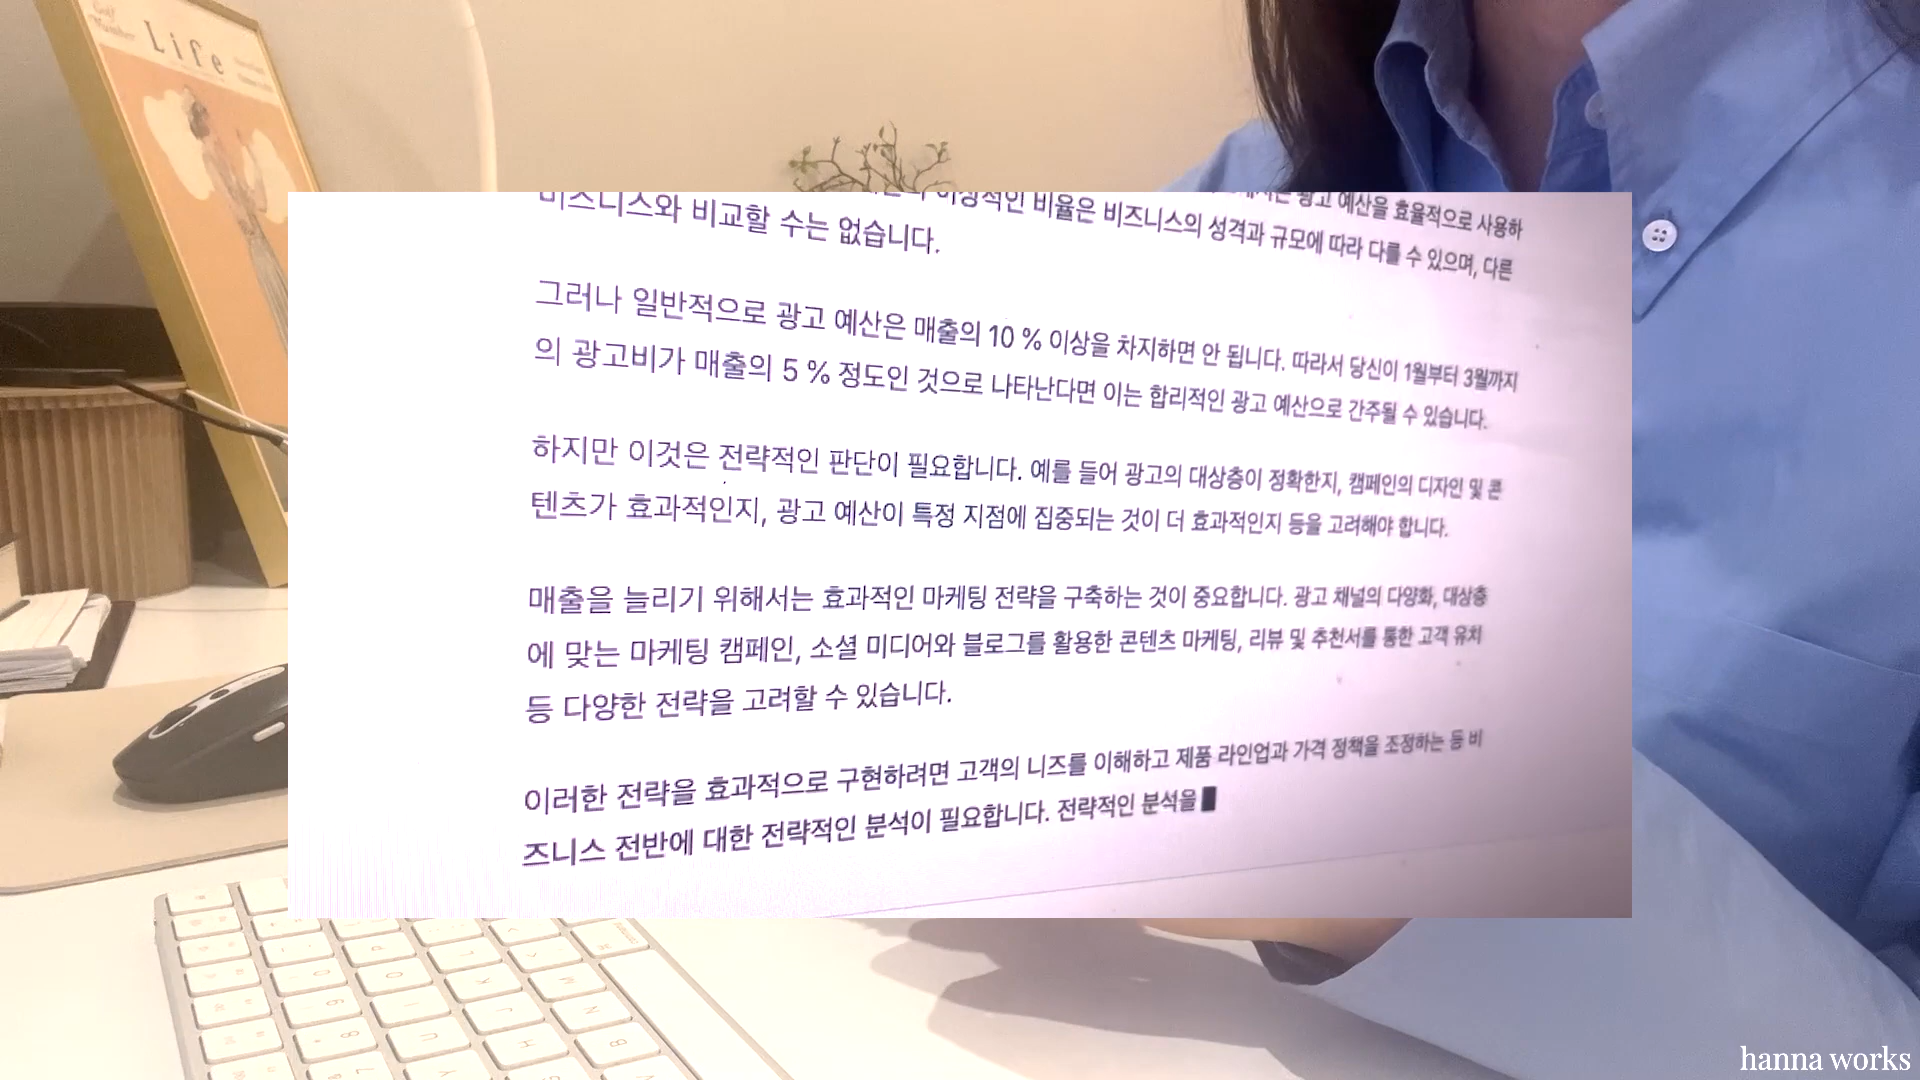 Life
광고 예산을 효율적으로 사용하
이상적인 비율은 비즈니스의 성격과 규모에 따라 다를 수 있으며, 다른
비즈니스와 비교할 수는 없습니다.
그러나 일반적으로 광고 예산은 매출의 10 % 이상을 차지하면 안 됩니다. 따라서 당신이 1월부터 3월까지
의 광고비가 매출의 5 % 정도인 것으로 나타난다면 이는 합리적인 광고 예산으로 간주될 수 있습니다.
하지만 이것은 전략적인 판단이 필요합니다. 예를 들어 광고의 대상층이 정확한지, 캠페인의 디자인 및 콘
텐츠가 효과적인지, 광고 예산이 특정 지점에 집중되는 것이 더 효과적인지 등을 고려해야 합니다.
매출을 늘리기 위해서는 효과적인 마케팅 전략을 구축하는 것이 중요합니다. 광고 채널의 다양화, 대상층
에 맞는 마케팅 캠페인, 소셜 미디어와 블로그를 활용한 콘텐츠 마케팅, 리뷰 및 추천서를 통한 고객 유치
등 다양한 전략을 고려할 수 있습니다.
이러한 전략을 효과적으로 구현하려면 고객의 니즈를 이해하고 제품 라인업과 가격 정책을 조정하는 등 비
즈니스 전반에 대한 전략적인 분석이 필요합니다. 전략적인 분석을
hanna works